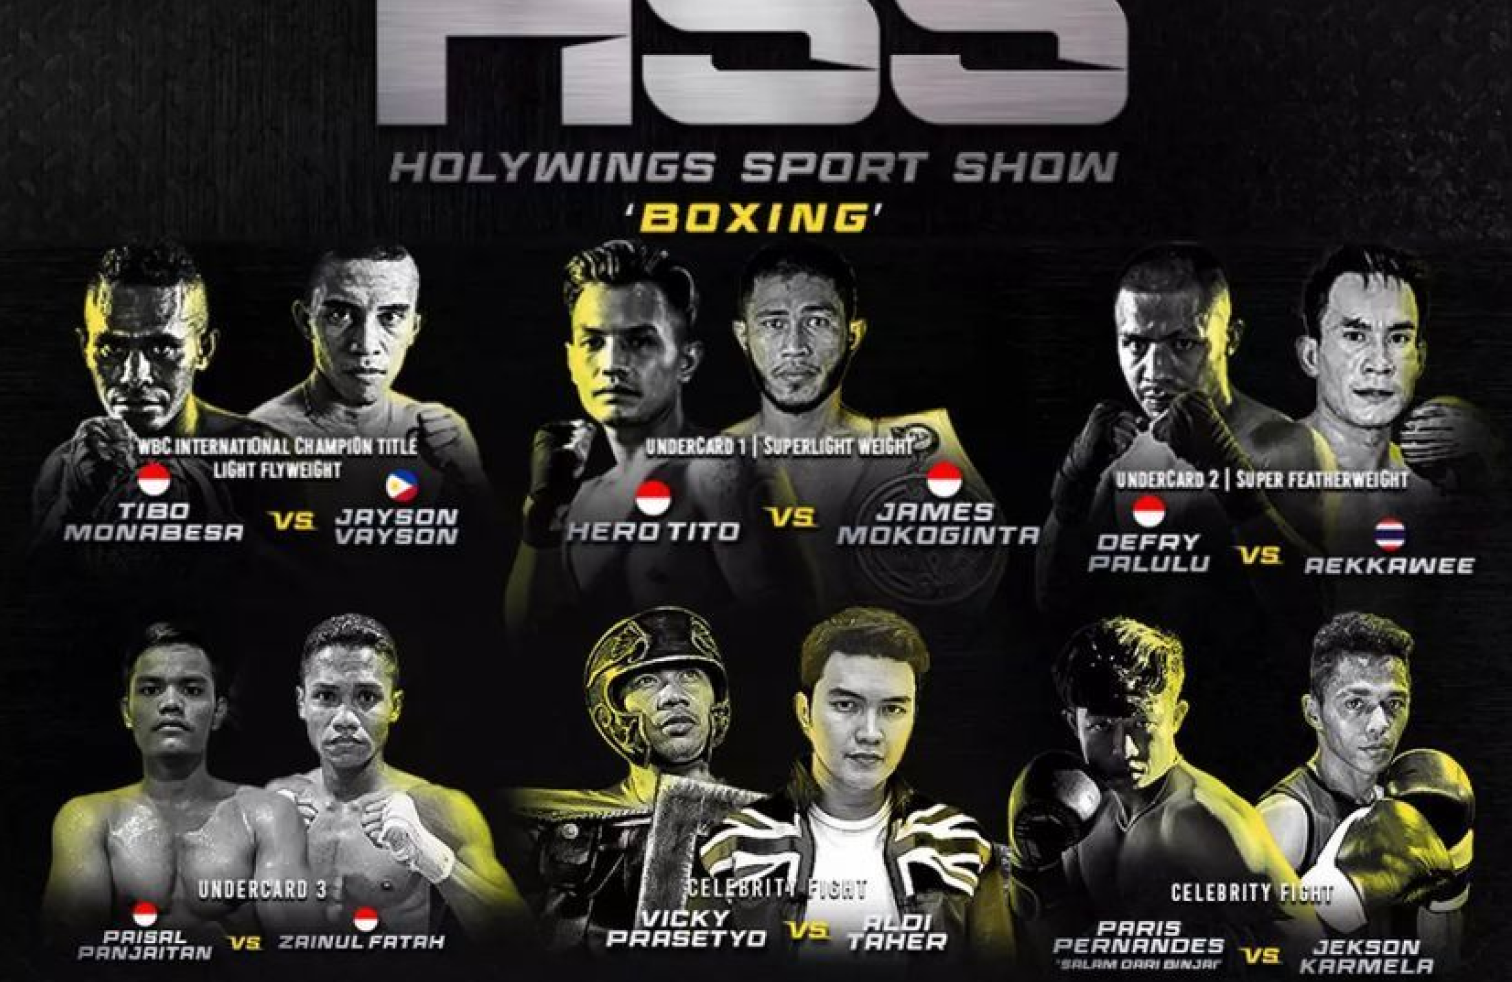 HSS
HOLYWINGS SPORT SHOW
'BOXING'
WBC INTERNATIONAL CHAMPION TITLE
LIGHT FLYWEIGHT
TIBO
MONABESA
VS
JAYSON
VAYSON
UNDERCARD 1 | SUPERLIGHT WEIGHT
HERO TITO
VS
JAMES
MOKOGINTA
UNDERCARD 2 | SUPER FEATHERWEIGHT
DEFRY
PALULU
VS
AEKKAWEE
UNDERCARD 3
PAISAL
PANJAITAN
VS
ZAINUL FATAH
CELEBRITY FIGHT
VICKY
PRASETYO
VS
ALDI
TAHER
CELEBRITY FIGHT
PARIS
PERNANDES
'SALAM DARI BINJAI'
VS
JEKSON
KARMELA